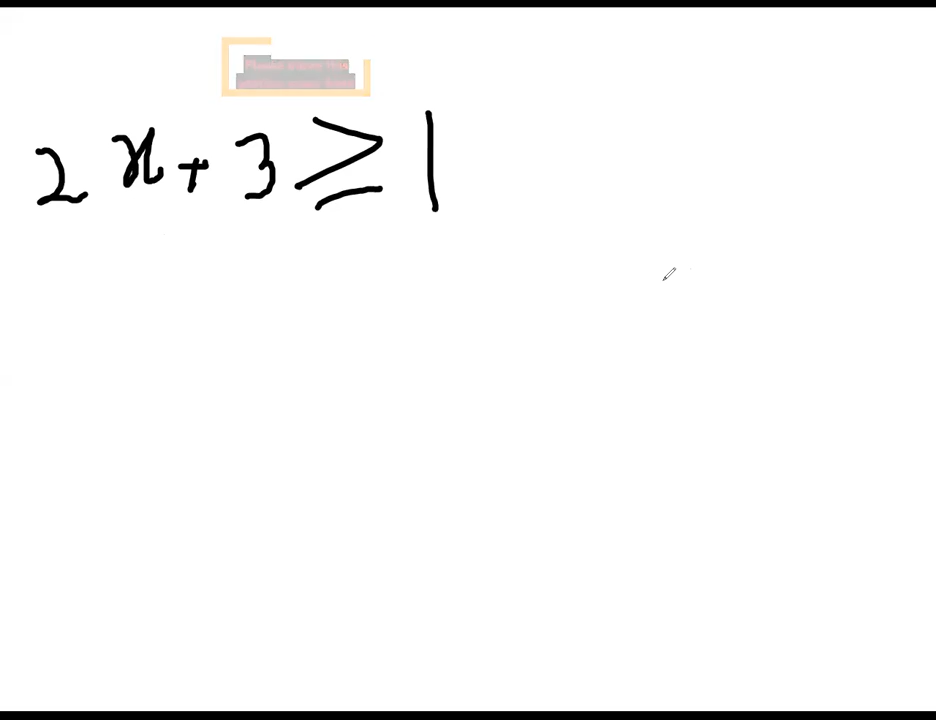 2x + 3 ≥ 1